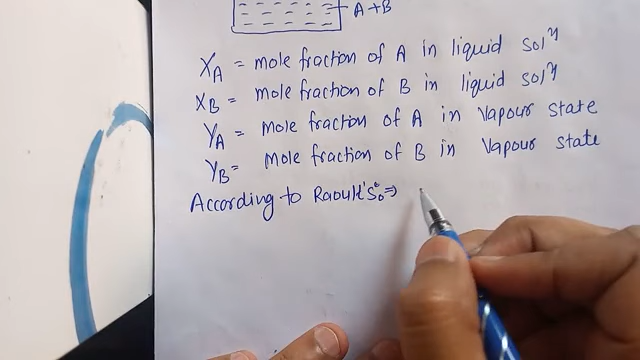 A+B
XA = mole fraction of A in liquid solⁿ
XB = mole fraction of B in liquid solⁿ
YA = Mole fraction of A in Vapour state
YB = Mole fraction of B in Vapour state
According to Raoult's ⇒